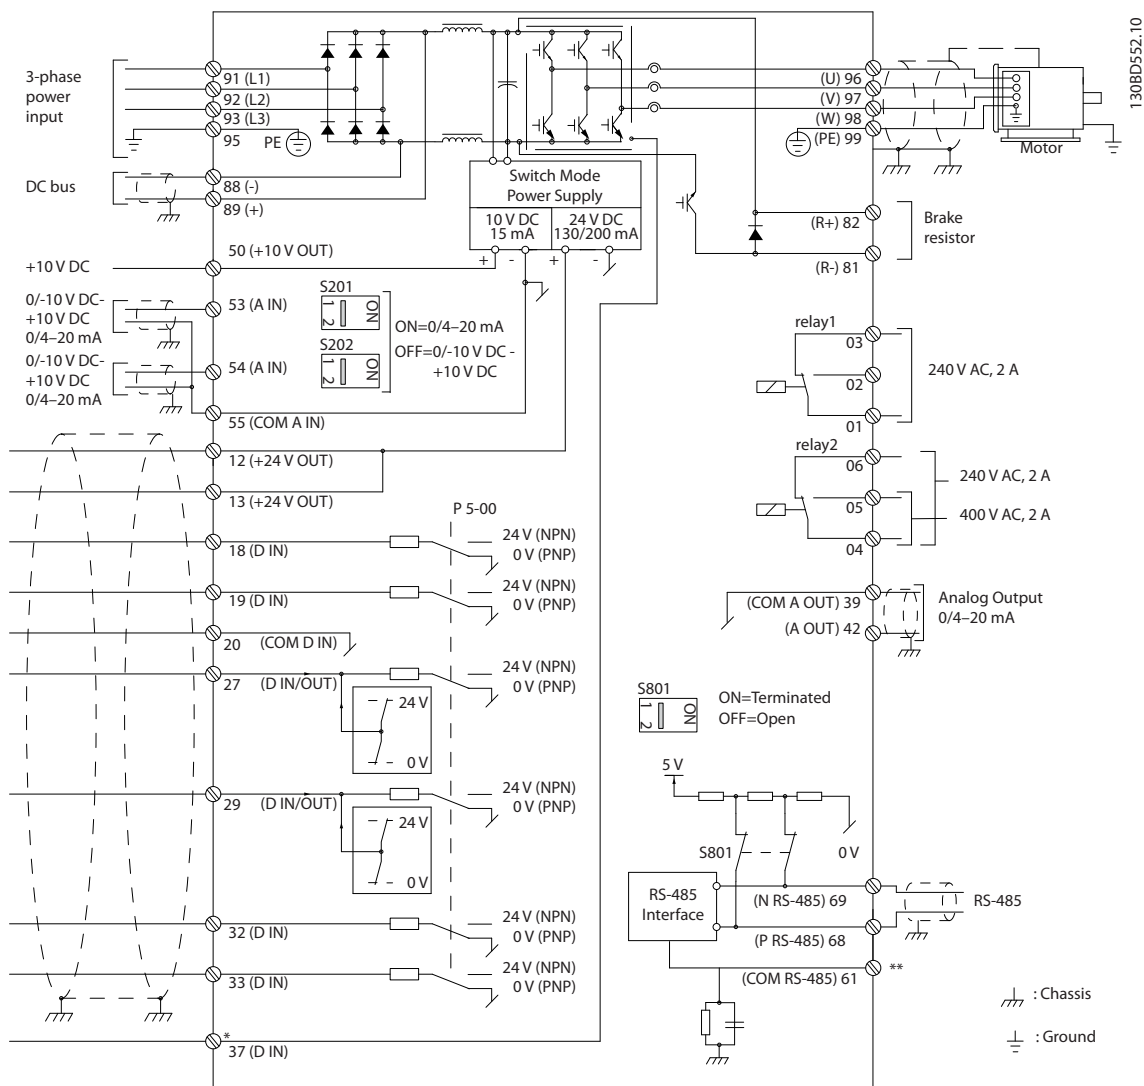 130BD552.10
3-phase
power
input
91 (L1)
92 (L2)
93 (L3)
95
PE
DC bus
88 (-)
89 (+)
50 (+10 V OUT)
+10 V DC
0/-10 V DC-
+10 V DC
0/4–20 mA
53 (A IN)
0/-10 V DC-
+10 V DC
0/4–20 mA
54 (A IN)
55 (COM A IN)
12 (+24 V OUT)
13 (+24 V OUT)
18 (D IN)
19 (D IN)
20 (COM D IN)
27 (D IN/OUT)
24 V
0 V
29 (D IN/OUT)
24 V
0 V
32 (D IN)
33 (D IN)
*
37 (D IN)
Switch Mode
Power Supply
10 V DC
15 mA
24 V DC
130/200 mA
+ - + -
S201
1 2
ON
S202
1 2
ON
ON=0/4–20 mA
OFF=0/-10 V DC -
+10 V DC
P 5-00
24 V (NPN)
0 V (PNP)
24 V (NPN)
0 V (PNP)
24 V (NPN)
0 V (PNP)
24 V (NPN)
0 V (PNP)
24 V (NPN)
0 V (PNP)
24 V (NPN)
0 V (PNP)
(U) 96
(V) 97
(W) 98
(PE) 99
Motor
(R+) 82
(R-) 81
Brake
resistor
relay1
03
02
01
240 V AC, 2 A
relay2
06
05
04
240 V AC, 2 A
400 V AC, 2 A
(COM A OUT) 39
(A OUT) 42
Analog Output
0/4–20 mA
S801
1 2
ON
ON=Terminated
OFF=Open
5 V
S801
0 V
RS-485
Interface
(N RS-485) 69
(P RS-485) 68
(COM RS-485) 61
RS-485
**
: Chassis
: Ground